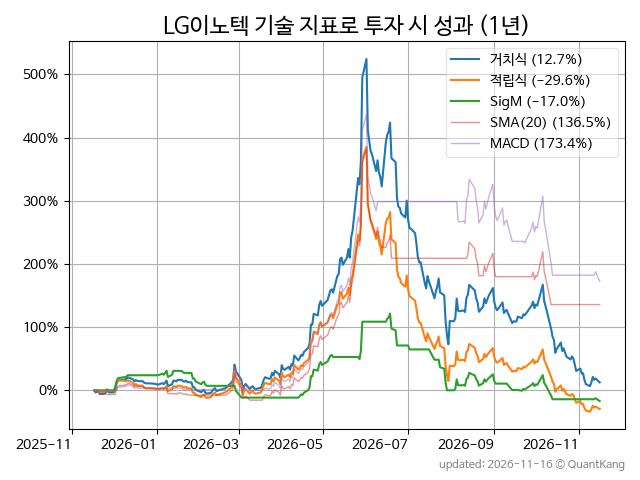 LG이노텍 기술 지표로 투자 시 성과 (1년)
거치식 (12.7%)
적립식 (-29.6%)
SigM (-17.0%)
SMA(20) (136.5%)
MACD (173.4%)
500%
400%
300%
200%
100%
0%
2025-11 2026-01 2026-03 2026-05 2026-07 2026-09 2026-11
updated: 2026-11-16 © QuantKang